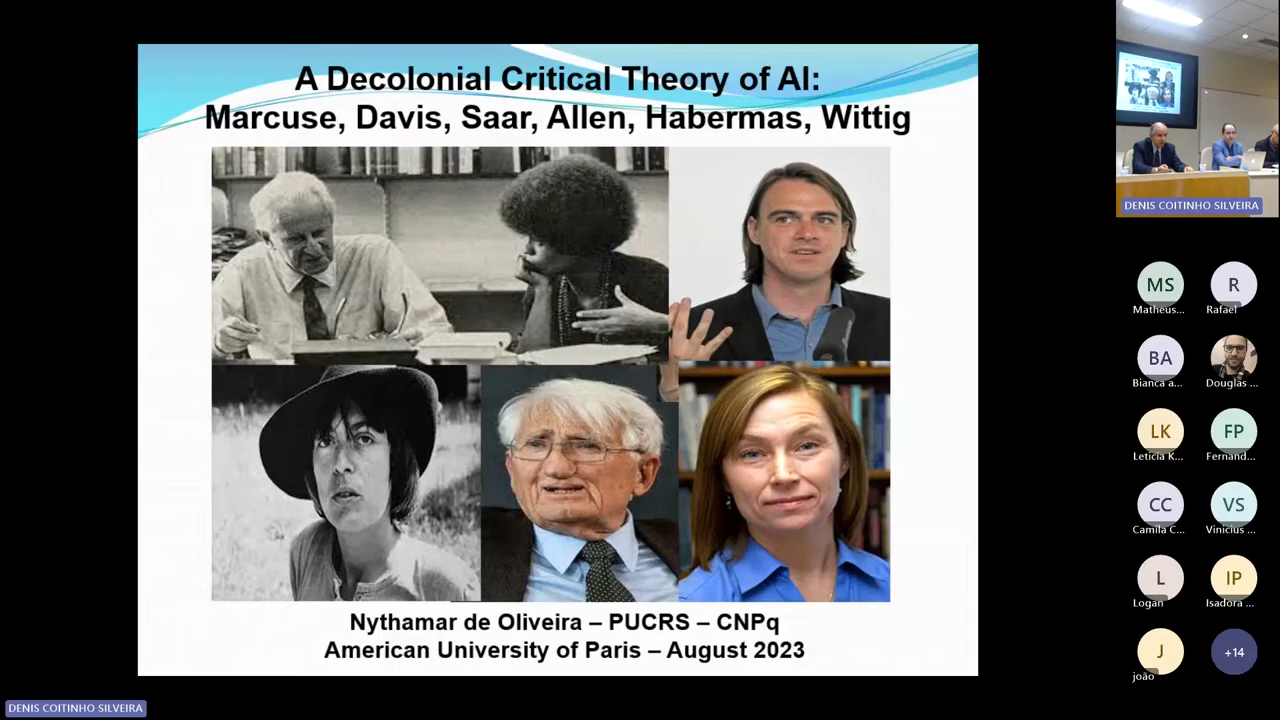 A Decolonial Critical Theory of AI:
Marcuse, Davis, Saar, Allen, Habermas, Wittig
Nythamar de Oliveira – PUCRS – CNPq
American University of Paris – August 2023
DENIS COITINHO SILVEIRA
MS
Matheus...
R
Rafael
BA
Bianca a...
Douglas ...
LK
Leticia K...
FP
Fernand...
CC
Camila C...
VS
Vinicius ...
L
Logan
IP
Isadora ...
J
joão
+14
DENIS COITINHO SILVEIRA